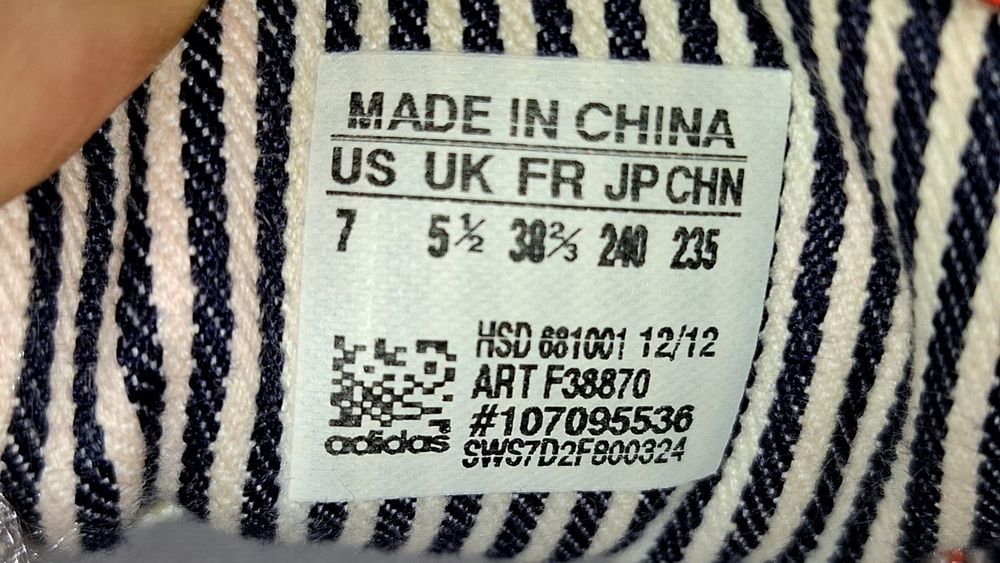 MADE IN CHINA
US UK FR JP CHN
7 5½ 38⅔ 240 235
HSD 661001 12/12
ART F38870
#107095536
adidas
SWS7D2F800324